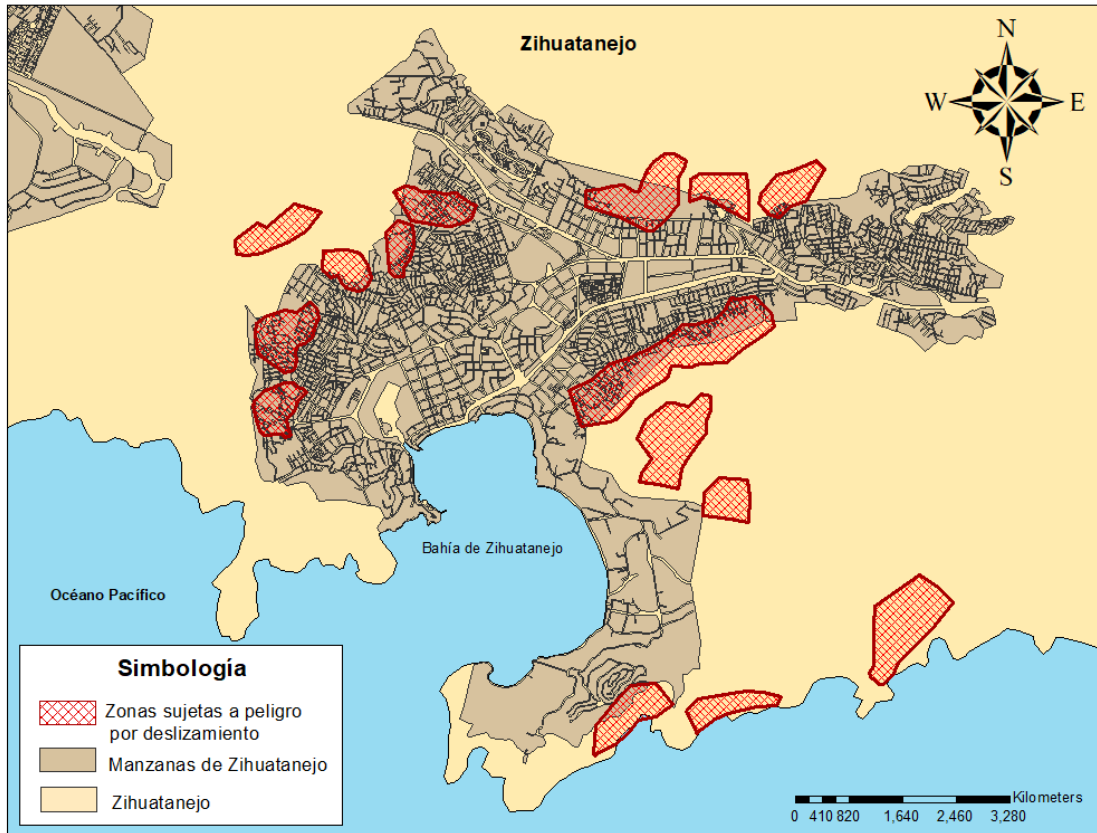 Zihuatanejo
N
W
E
S
Bahía de Zihuatanejo
Océano Pacífico
Simbología
Zonas sujetas a peligro
por deslizamiento
Manzanas de Zihuatanejo
Zihuatanejo
Kilometers
0 410 820 1,640 2,460 3,280